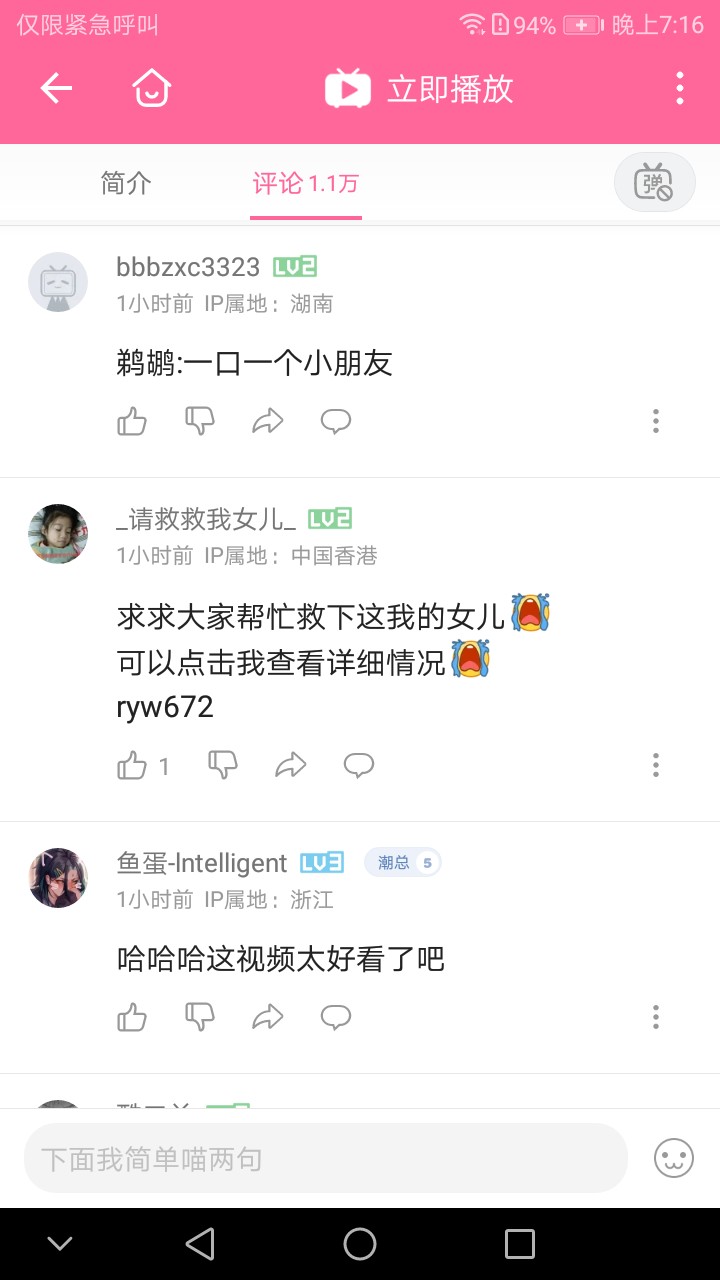 仅限紧急呼叫
94%
晚上7:16
立即播放
简介
评论 1.1万
弹
bbbzxc3323 LV2
1小时前 IP属地：湖南
鹈鹕:一口一个小朋友
_请救救我女儿_ LV2
1小时前 IP属地：中国香港
求求大家帮忙救下这我的女儿
可以点击我查看详细情况
ryw672
1
鱼蛋-lntelligent LV3 潮总 5
1小时前 IP属地：浙江
哈哈哈这视频太好看了吧
下面我简单喵两句